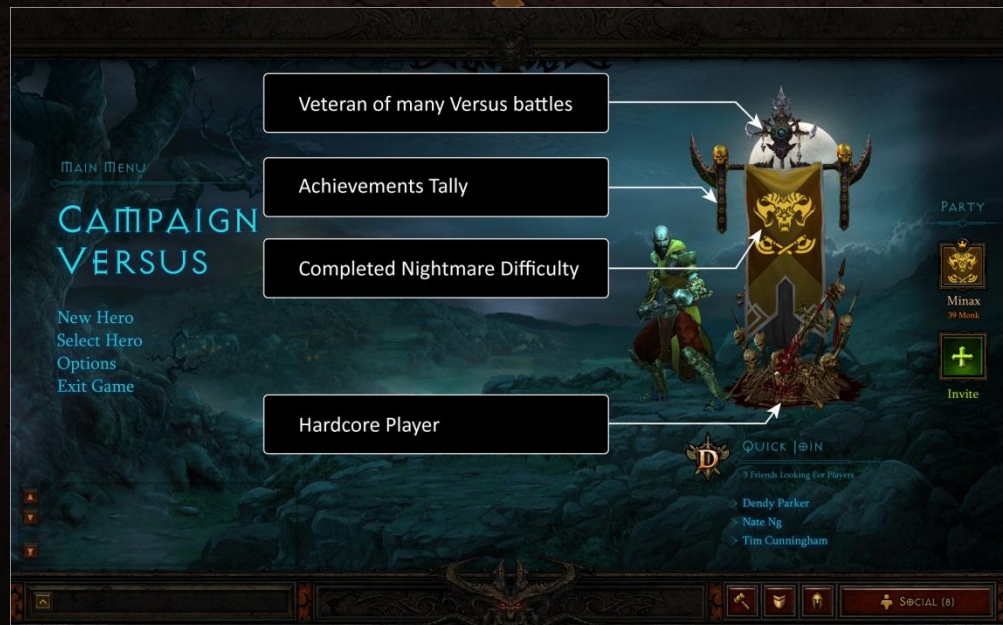 Veteran of many Versus battles
Achievements Tally
Completed Nightmare Difficulty
Hardcore Player
Main Menu
Campaign
Versus
New Hero
Select Hero
Options
Exit Game
Party
Minax
39 Monk
Invite
D
Quick Join
3 Friends Looking For Players
> Dendy Parker
> Nate Ng
> Tim Cunningham
Social (8)